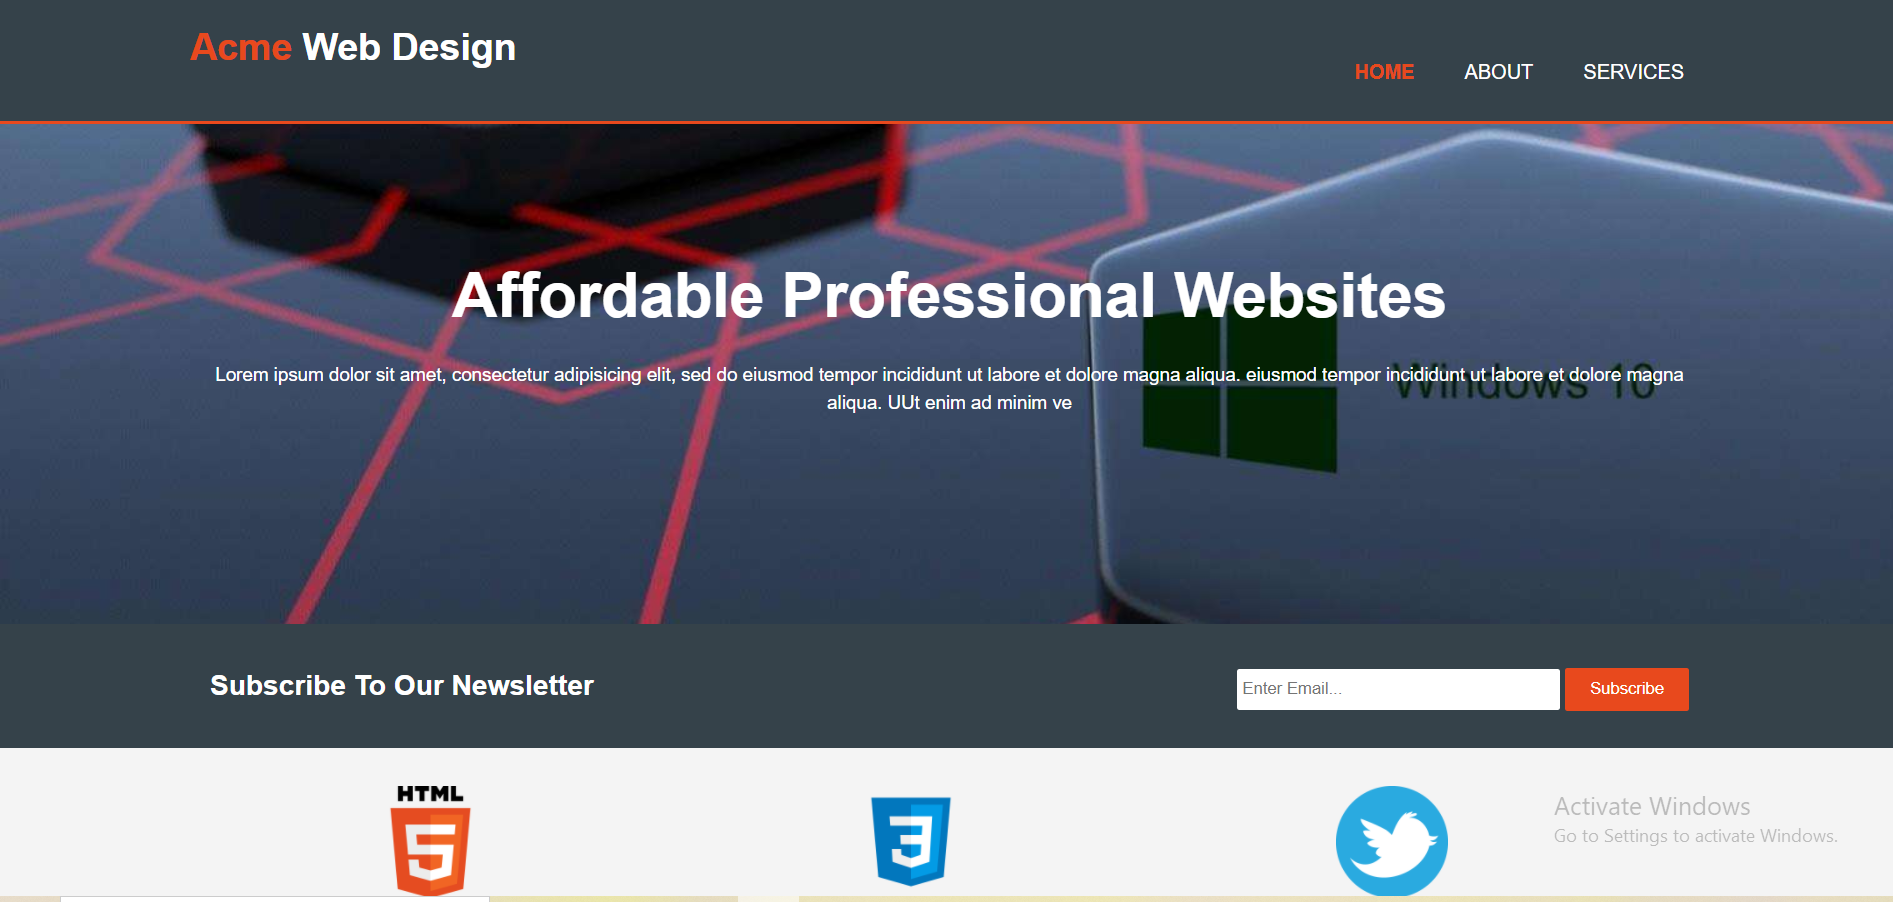 Acme Web Design
HOME ABOUT SERVICES
Affordable Professional Websites
Lorem ipsum dolor sit amet, consectetur adipisicing elit, sed do eiusmod tempor incididunt ut labore et dolore magna aliqua. eiusmod tempor incididunt ut labore et dolore magna
aliqua. UUt enim ad minim ve
Windows 10
Subscribe To Our Newsletter
Enter Email... Subscribe
HTML
5
3
Activate Windows
Go to Settings to activate Windows.